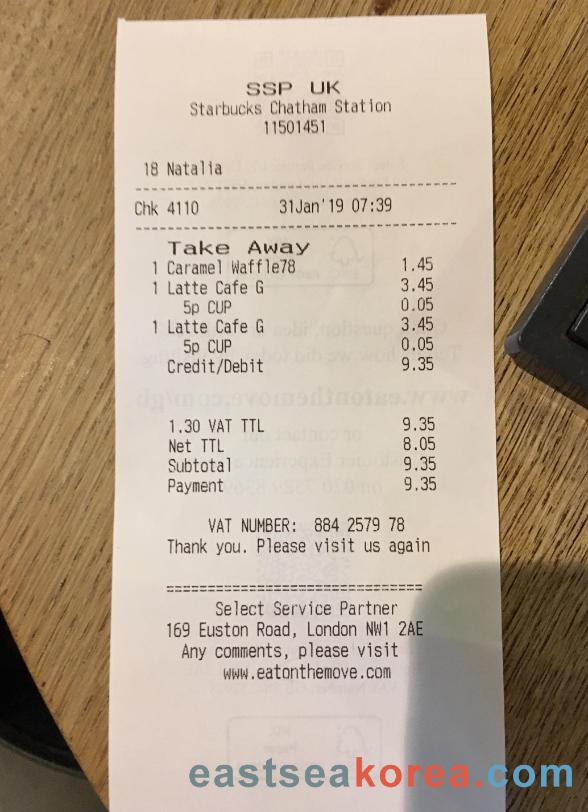 SSP UK
Starbucks Chatham Station
11501451
18 Natalia
Chk 4110 31Jan'19 07:39
Take Away
1 Caramel Waffle78 1.45
1 Latte Cafe G 3.45
5p CUP 0.05
1 Latte Cafe G 3.45
5p CUP 0.05
Credit/Debit 9.35
1.30 VAT TTL 9.35
Net TTL 8.05
Subtotal 9.35
Payment 9.35
VAT NUMBER: 884 2579 78
Thank you. Please visit us again
==============================
Select Service Partner
169 Euston Road, London NW1 2AE
Any comments, please visit
www.eatonthemove.com
eastseakorea.com